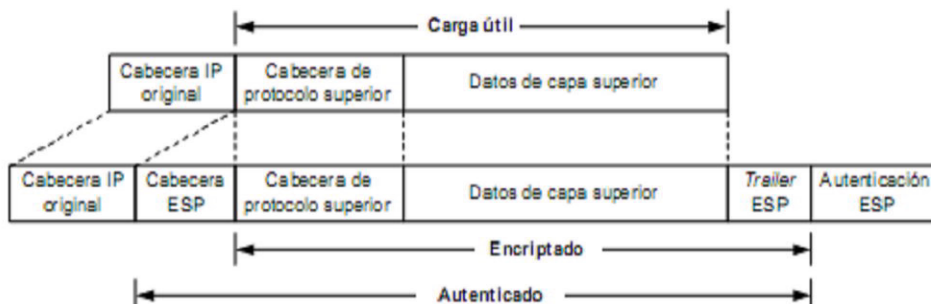 Carga útil
Cabecera IP original
Cabecera de protocolo superior
Datos de capa superior
Cabecera IP original
Cabecera ESP
Cabecera de protocolo superior
Datos de capa superior
Trailer ESP
Autenticación ESP
Encriptado
Autenticado